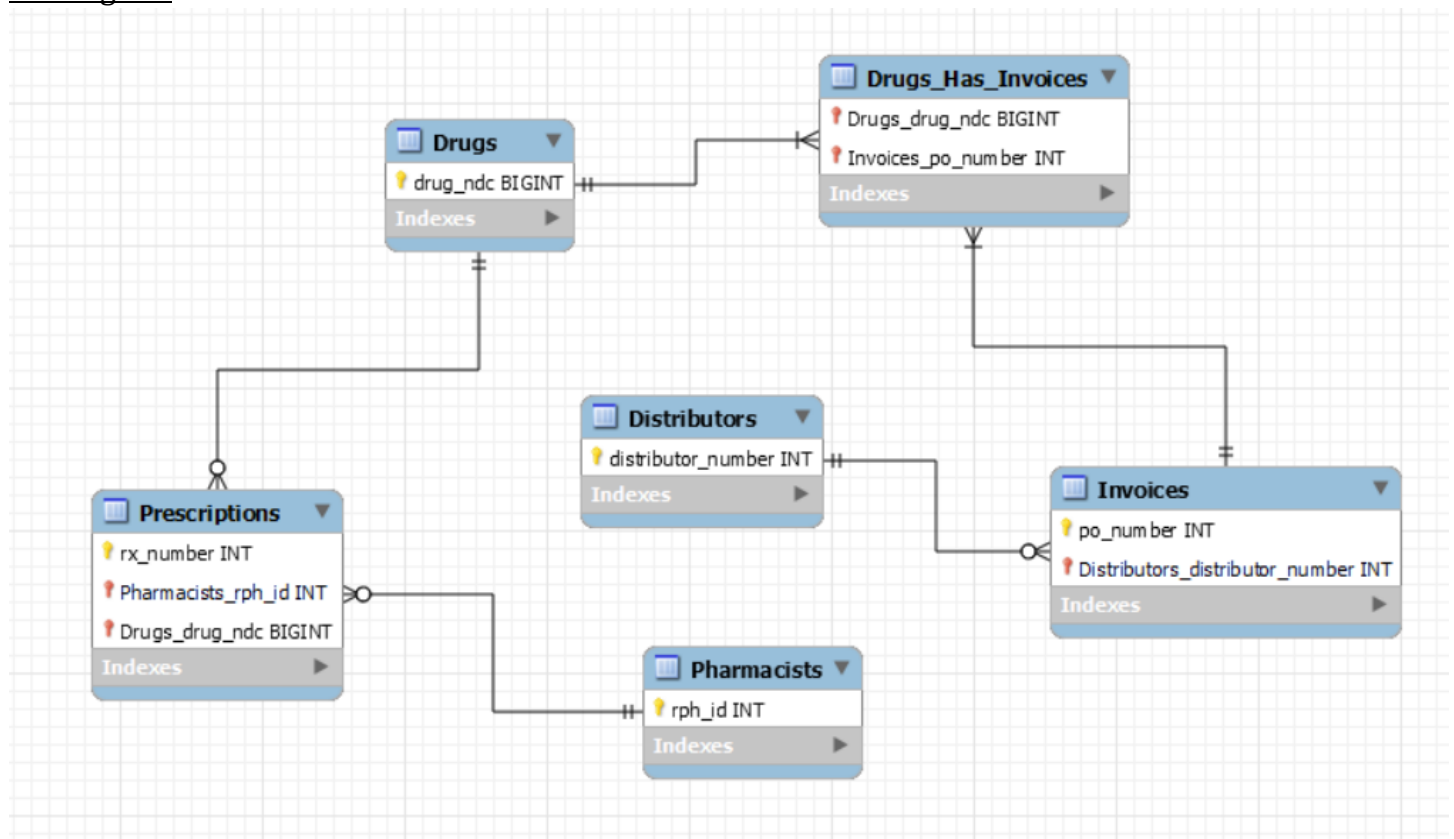 Drugs
drug_ndc BIGINT
Indexes
Drugs_Has_Invoices
Drugs_drug_ndc BIGINT
Invoices_po_number INT
Indexes
Distributors
distributor_number INT
Indexes
Prescriptions
rx_number INT
Pharmacists_rph_id INT
Drugs_drug_ndc BIGINT
Indexes
Invoices
po_number INT
Distributors_distributor_number INT
Indexes
Pharmacists
rph_id INT
Indexes